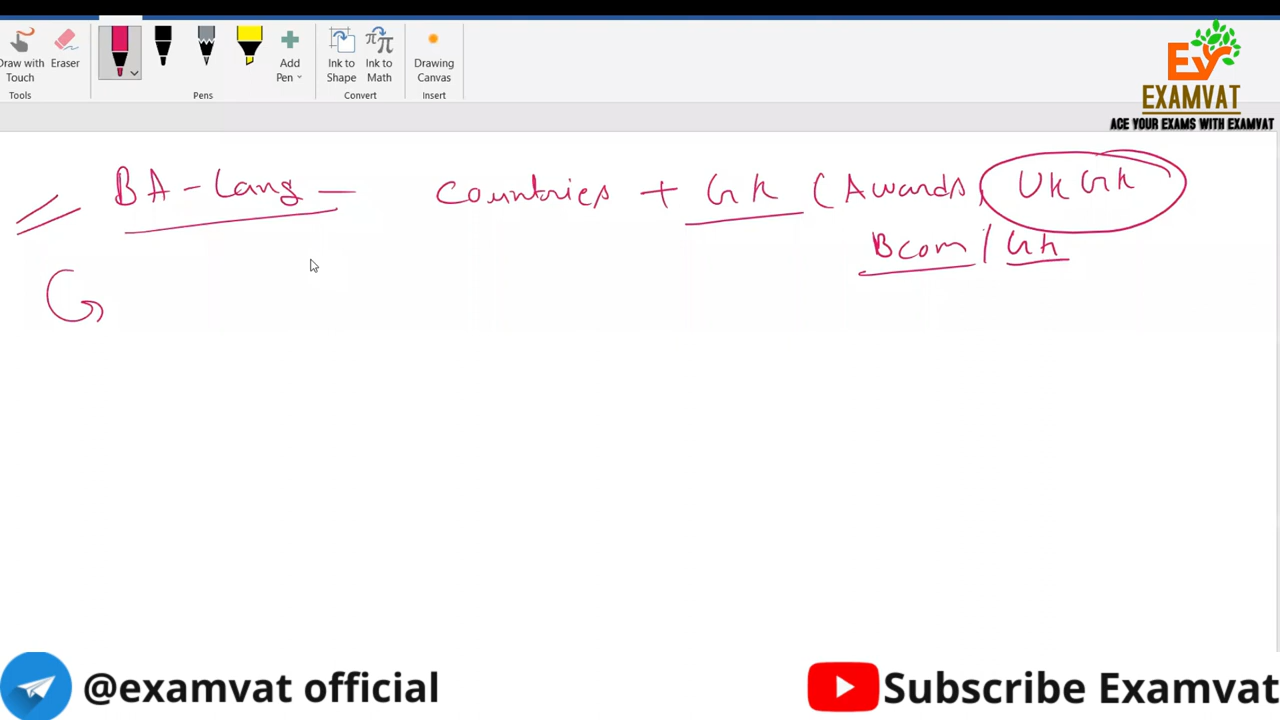 Draw with Touch
Eraser
Add Pen
Ink to Shape
Ink to Math
Drawing Canvas
Tools
Pens
Convert
Insert
EV
EXAMVAT
ACE YOUR EXAMS WITH EXAMVAT
BA - Lang - Countries + GK (Awards, UK GK
Bcom / GK
G
@examvat official
Subscribe Examvat